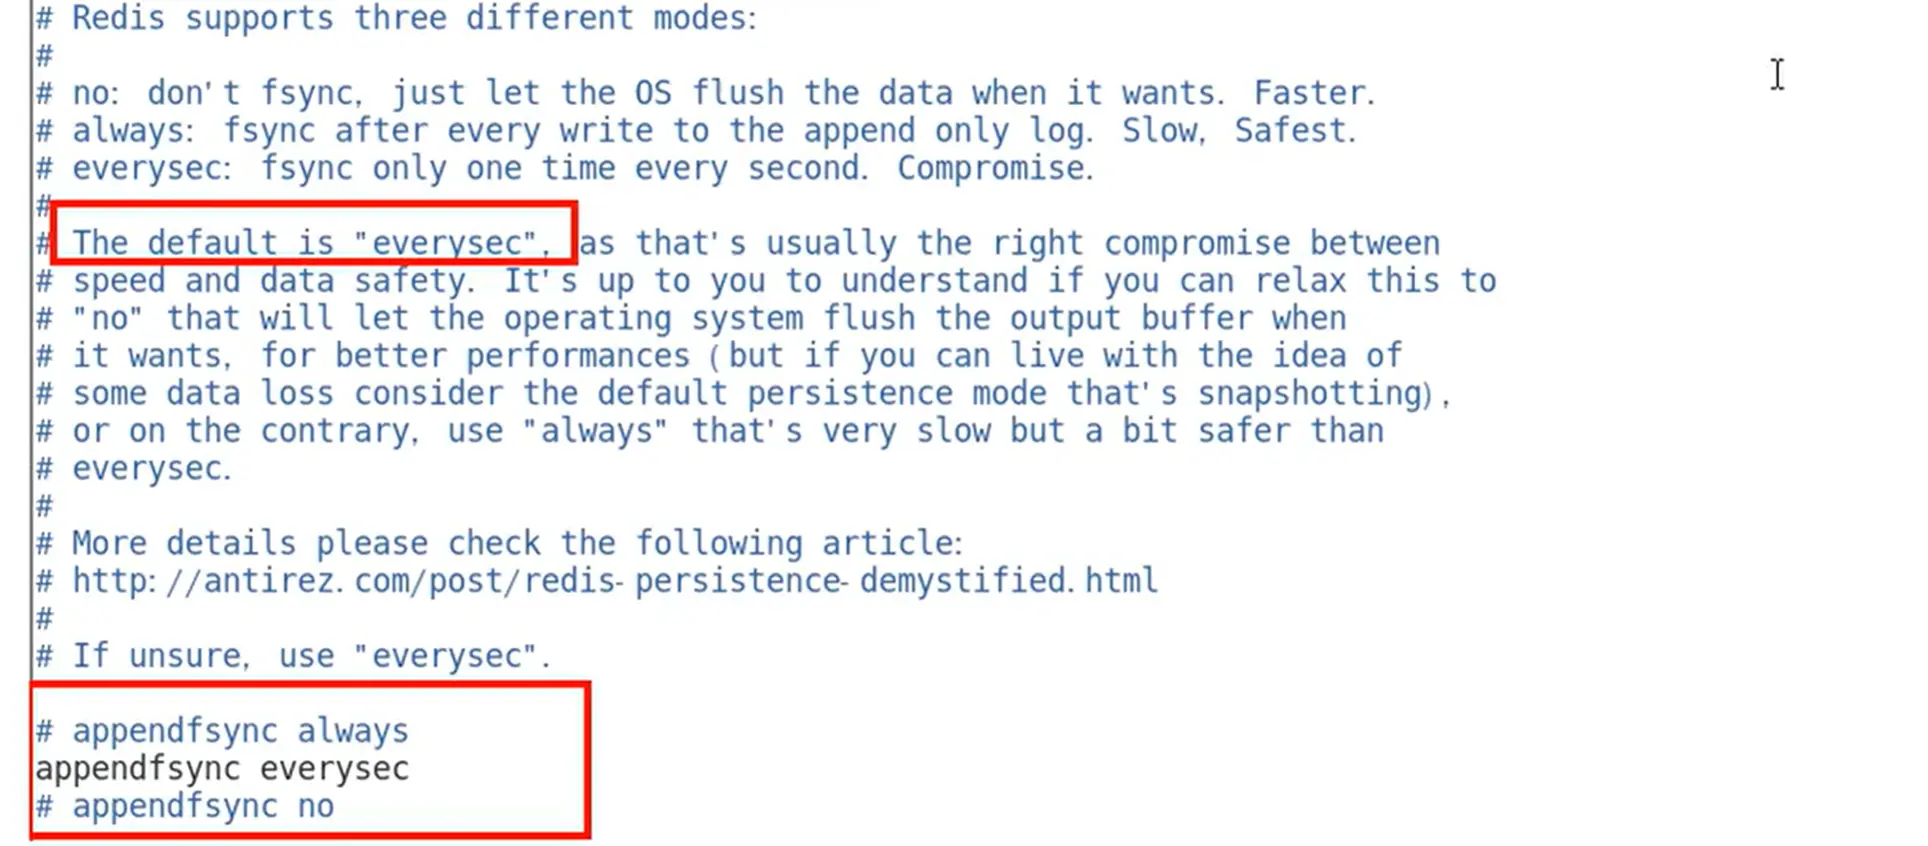 # Redis supports three different modes:
#
# no: don't fsync, just let the OS flush the data when it wants. Faster.
# always: fsync after every write to the append only log. Slow, Safest.
# everysec: fsync only one time every second. Compromise.
#
# The default is "everysec", as that's usually the right compromise between
# speed and data safety. It's up to you to understand if you can relax this to
# "no" that will let the operating system flush the output buffer when
# it wants, for better performances (but if you can live with the idea of
# some data loss consider the default persistence mode that's snapshotting),
# or on the contrary, use "always" that's very slow but a bit safer than
# everysec.
#
# More details please check the following article:
# http://antirez.com/post/redis-persistence-demystified.html
#
# If unsure, use "everysec".
# appendfsync always
appendfsync everysec
# appendfsync no